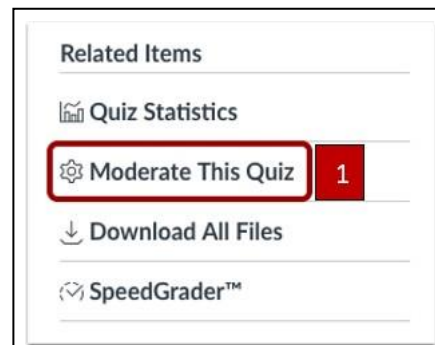 Related Items
Quiz Statistics
Moderate This Quiz 1
Download All Files
SpeedGrader™